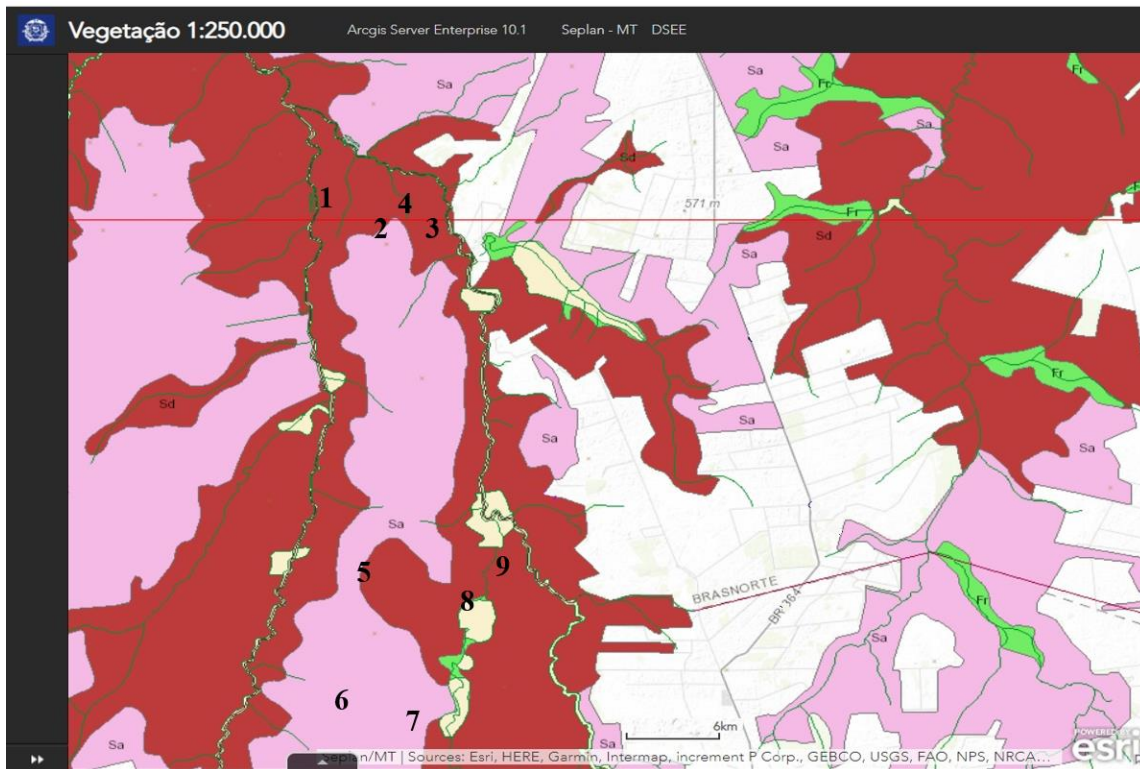 Vegetação 1:250.000 Arcgis Server Enterprise 10.1 Seplan - MT DSEE
Sa
Fr
Fr
Sa
Sa
Sd
1
4
571 m
Fr
2
3
Sd
Sa
Fr
Sd
Sa
Sa
Sa
Sa
5
9
BRASNORTE
8
BR-364
Fr
Sa
6
7
6km
Sa
Sa
POWERED BY
esri
Seplan/MT | Sources: Esri, HERE, Garmin, Intermap, increment P Corp., GEBCO, USGS, FAO, NPS, NRCA...